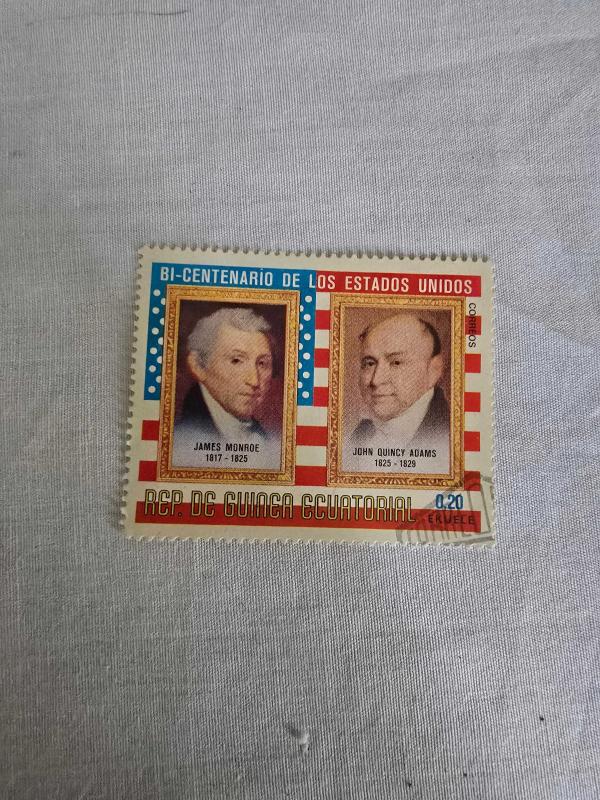 BI-CENTENARIO DE LOS ESTADOS UNIDOS
CORREOS
JAMES MONROE
1817 - 1825
JOHN QUINCY ADAMS
1825 - 1829
REP. DE GUINEA ECUATORIAL
0,20
EKUELE